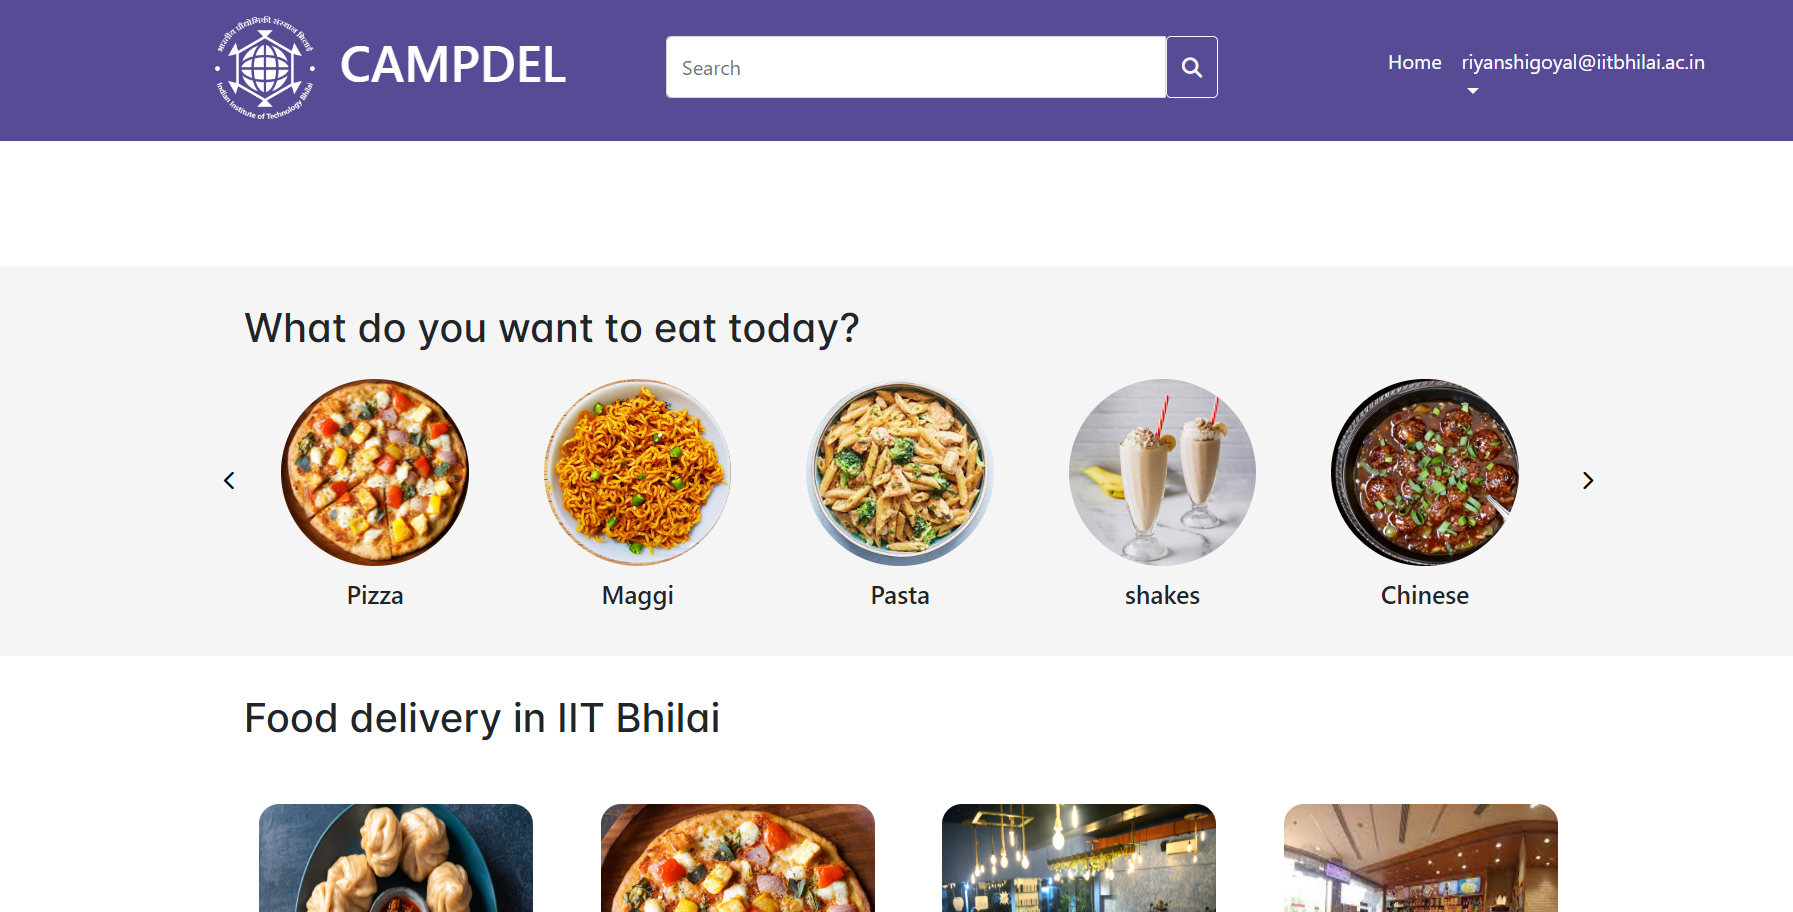 भारतीय प्रौद्योगिकी संस्थान भिलाई
Indian Institute of Technology Bhilai
CAMPDEL
Search
Home
riyanshigoyal@iitbhilai.ac.in
What do you want to eat today?
Pizza
Maggi
Pasta
shakes
Chinese
Food delivery in IIT Bhilai